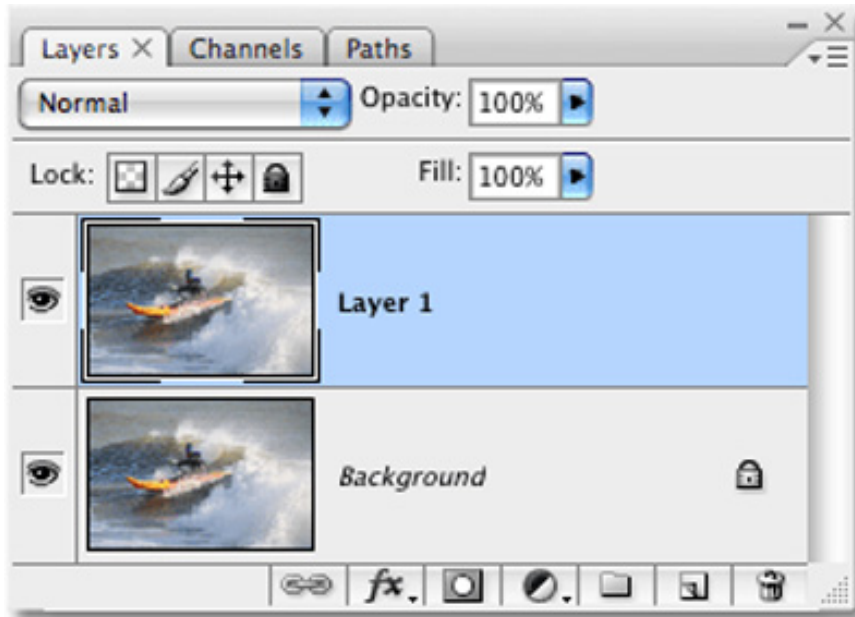 Layers Channels Paths
Normal Opacity: 100%
Lock: Fill: 100%
Layer 1
Background
fx.